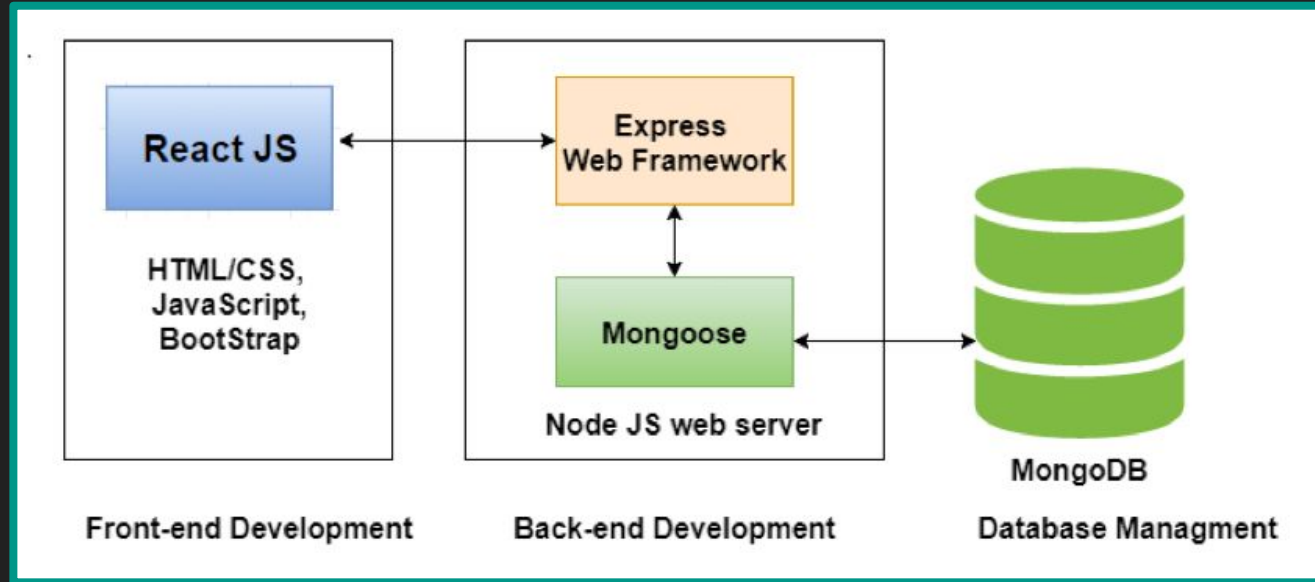 React JS
HTML/CSS,
JavaScript,
BootStrap
Front-end Development
Express
Web Framework
Mongoose
Node JS web server
Back-end Development
MongoDB
Database Managment